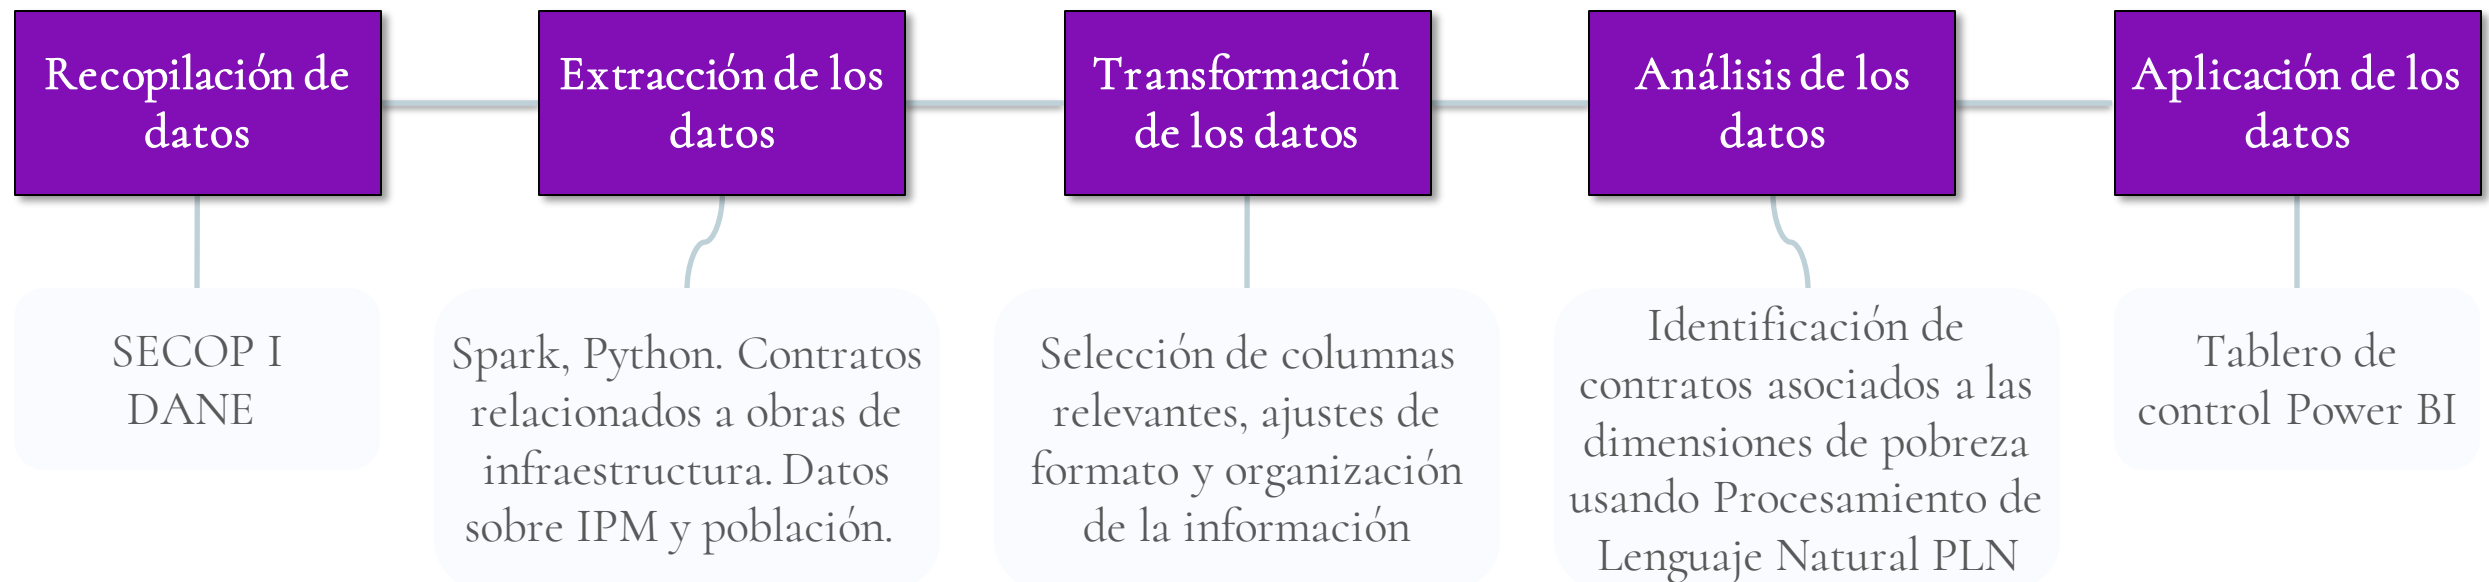 Recopilación de
datos
Extracción de los
datos
Transformación
de los datos
Análisis de los
datos
Aplicación de los
datos
SECOP I
DANE
Spark, Python. Contratos
relacionados a obras de
infraestructura. Datos
sobre IPM y población.
Selección de columnas
relevantes, ajustes de
formato y organización
de la información
Identificación de
contratos asociados a las
dimensiones de pobreza
usando Procesamiento de
Lenguaje Natural PLN
Tablero de
control Power BI